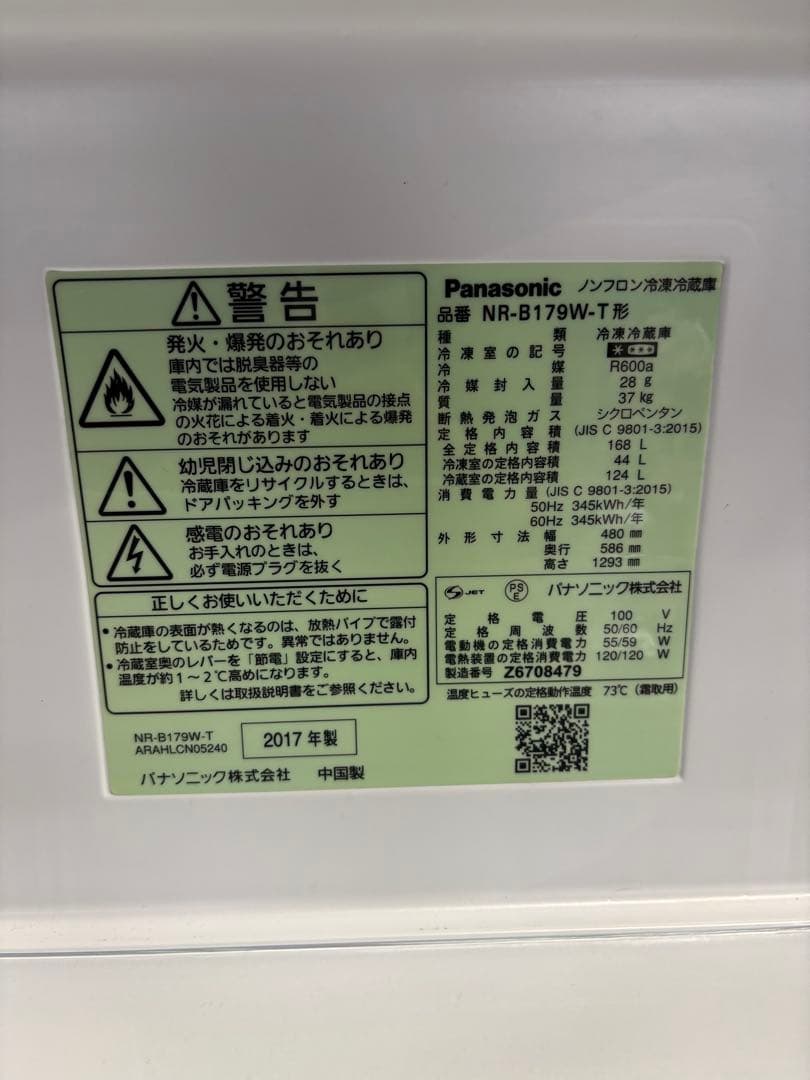 警告
発火・爆発のおそれあり
庫内では脱臭器等の
電気製品を使用しない
冷媒が漏れていると電気製品の接点
の火花による着火・着火による爆発
のおそれがあります
幼児閉じ込めのおそれあり
冷蔵庫をリサイクルするときは、
ドアパッキングを外す
感電のおそれあり
お手入れのときは、
必ず電源プラグを抜く
正しくお使いいただくために
・冷蔵庫の表面が熱くなるのは、放熱パイプで露付
防止をしているためです。異常ではありません。
・冷蔵室奥のレバーを「節電」設定にすると、庫内
温度が約1～2℃高めになります。
詳しくは取扱説明書をご参照ください。
NR-B179W-T
ARAHLCN05240
2017年製
パナソニック株式会社 中国製
Panasonic ノンフロン冷凍冷蔵庫
品番 NR-B179W-T形
種類 冷凍冷蔵庫
冷凍室の記号 * ***
冷媒 R600a
冷媒封入量 28 g
質量 37 kg
断熱発泡ガス シクロペンタン
定格内容積 (JIS C 9801-3:2015)
全定格内容積 168 L
冷凍室の定格内容積 44 L
冷蔵室の定格内容積 124 L
消費電力量 (JIS C 9801-3:2015)
50Hz 345kWh/年
60Hz 345kWh/年
外形寸法 幅 480 mm
奥行 586 mm
高さ 1293 mm
S JET PS E パナソニック株式会社
定格電圧 100 V
定格周波数 50/60 Hz
電動機の定格消費電力 55/59 W
電熱装置の定格消費電力 120/120 W
製造番号 Z6708479
温度ヒューズの定格動作温度 73℃（霜取用）